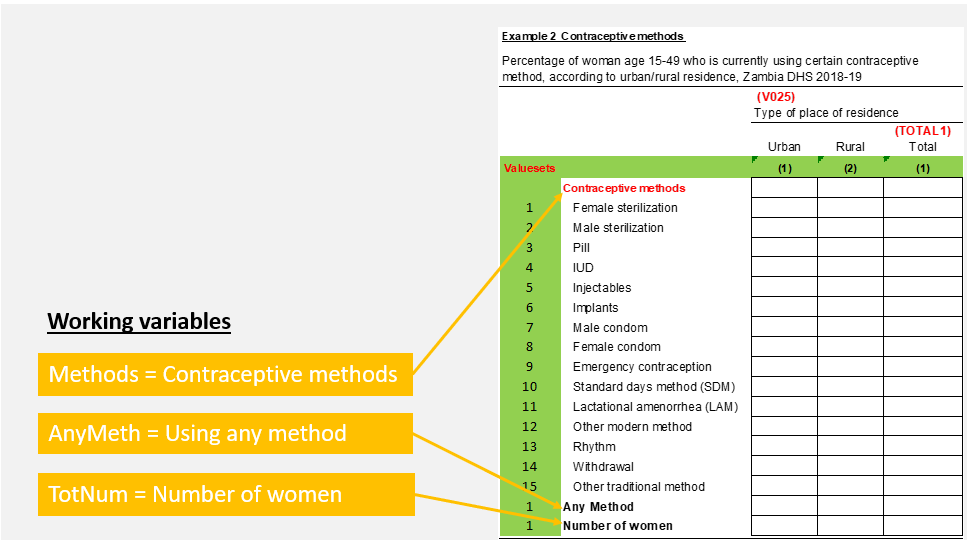 Example 2 Contraceptive methods
Percentage of woman age 15-49 who is currently using certain contraceptive
method, according to urban/rural residence, Zambia DHS 2018-19
(V025)
Type of place of residence
(TOTAL1)
Urban Rural Total
Valuesets (1) (2) (1)
Contraceptive methods
1 Female sterilization
2 Male sterilization
3 Pill
4 IUD
5 Injectables
6 Implants
7 Male condom
8 Female condom
9 Emergency contraception
10 Standard days method (SDM)
11 Lactational amenorrhea (LAM)
12 Other modern method
13 Rhythm
14 Withdrawal
15 Other traditional method
1 Any Method
1 Number of women
Working variables
Methods = Contraceptive methods
AnyMeth = Using any method
TotNum = Number of women